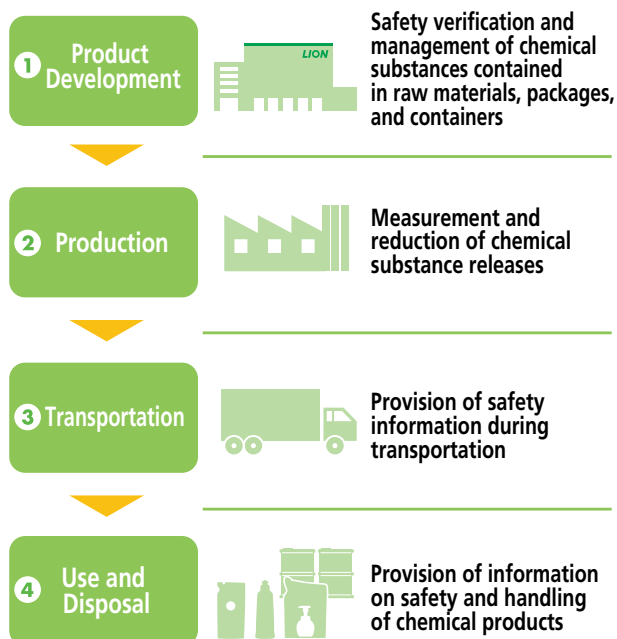 1
Product
Development
LION
Safety verification and
management of chemical
substances contained
in raw materials, packages,
and containers
2
Production
Measurement and
reduction of chemical
substance releases
3
Transportation
Provision of safety
information during
transportation
4
Use and
Disposal
Provision of information
on safety and handling
of chemical products